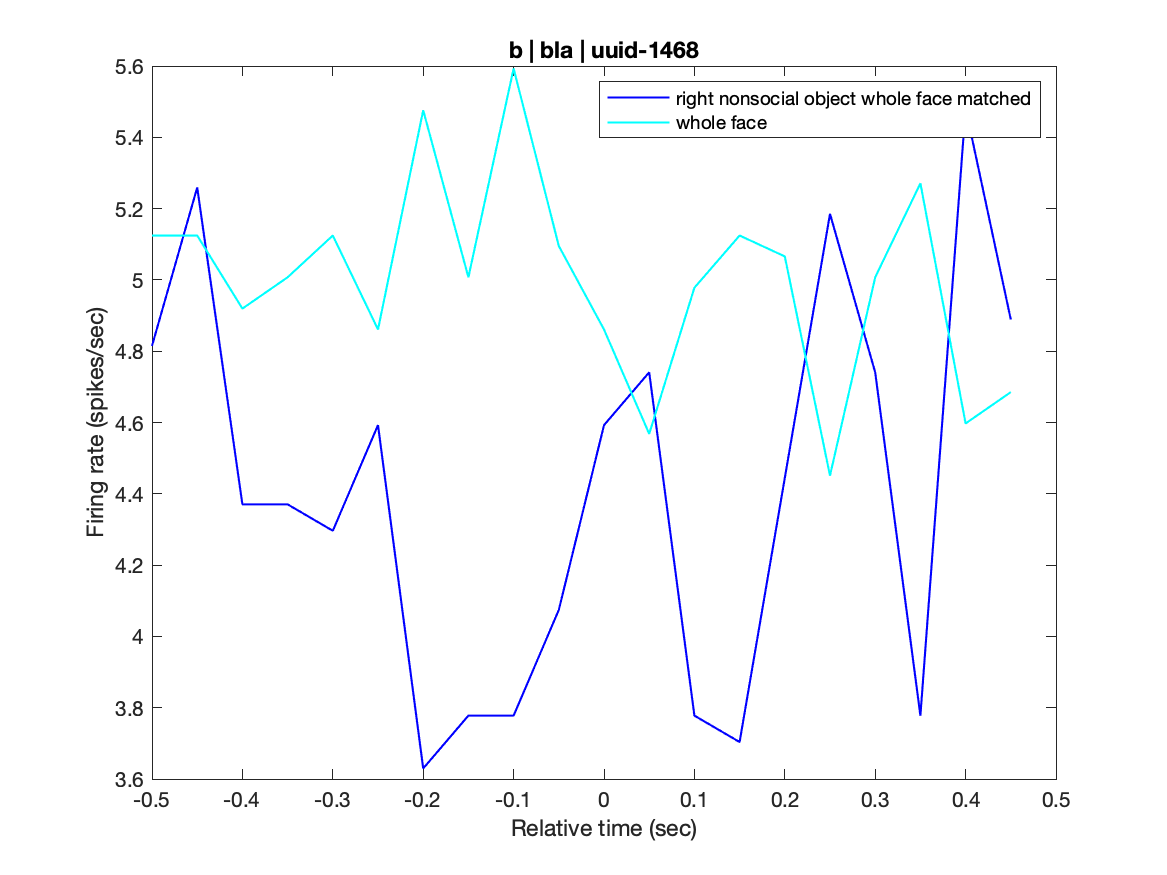 b | bla | uuid-1468
5.6
5.4
5.2
5
4.8
4.6
4.4
4.2
4
3.8
3.6
Firing rate (spikes/sec)
right nonsocial object whole face matched
whole face
-0.5 -0.4 -0.3 -0.2 -0.1 0 0.1 0.2 0.3 0.4 0.5
Relative time (sec)